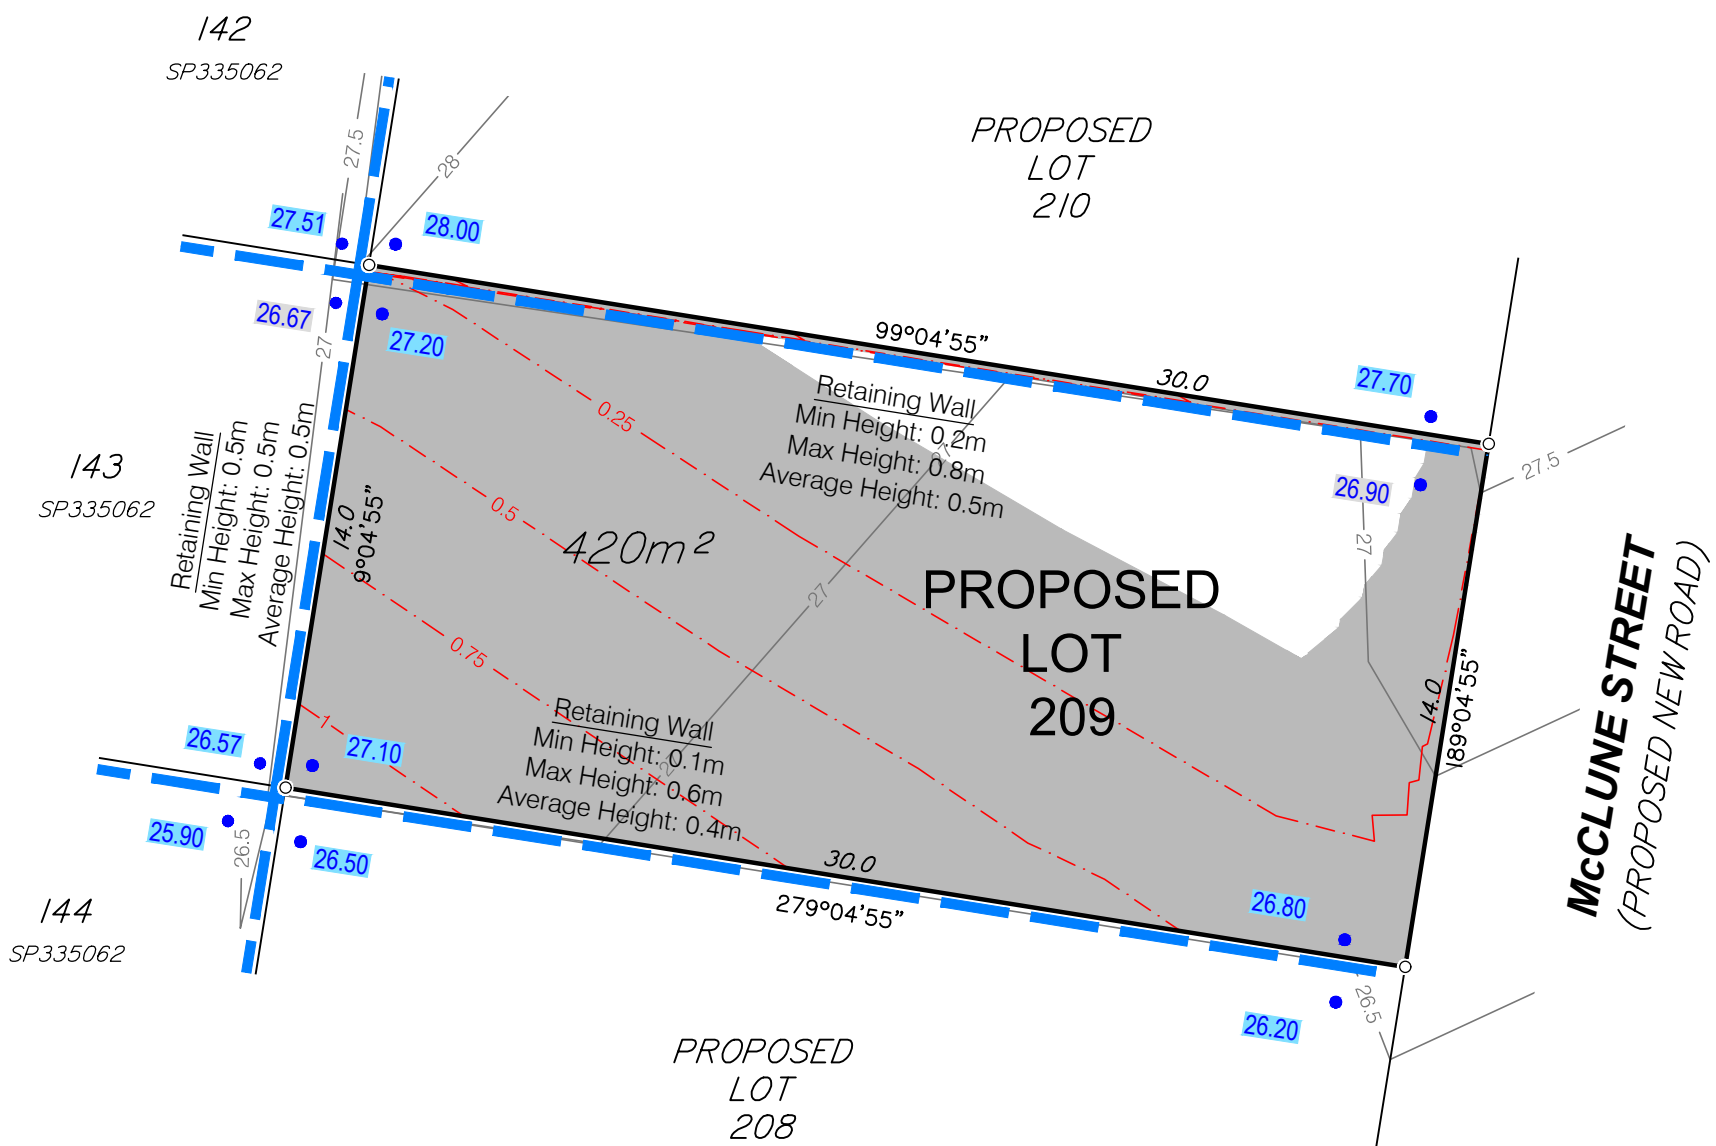 142
SP335062
27.5
28
PROPOSED
LOT
210
27.51
28.00
26.67
27.20
27
99°04'55"
30.0
27.70
Retaining Wall
Min Height: 0.2m
Max Height: 0.8m
Average Height: 0.5m
27
0.25
26.90
27.5
27
143
SP335062
Retaining Wall
Min Height: 0.5m
Max Height: 0.5m
Average Height: 0.5m
14.0
9°04'55"
0.5
420m²
27
PROPOSED
LOT
209
0.75
1
14.0
189°04'55"
McCLUNE STREET
(PROPOSED NEW ROAD)
26.57
27.10
Retaining Wall
Min Height: 0.1m
Max Height: 0.6m
Average Height: 0.4m
27
25.90
26.5
26.50
30.0
279°04'55"
26.80
26.20
26.5
144
SP335062
PROPOSED
LOT
208